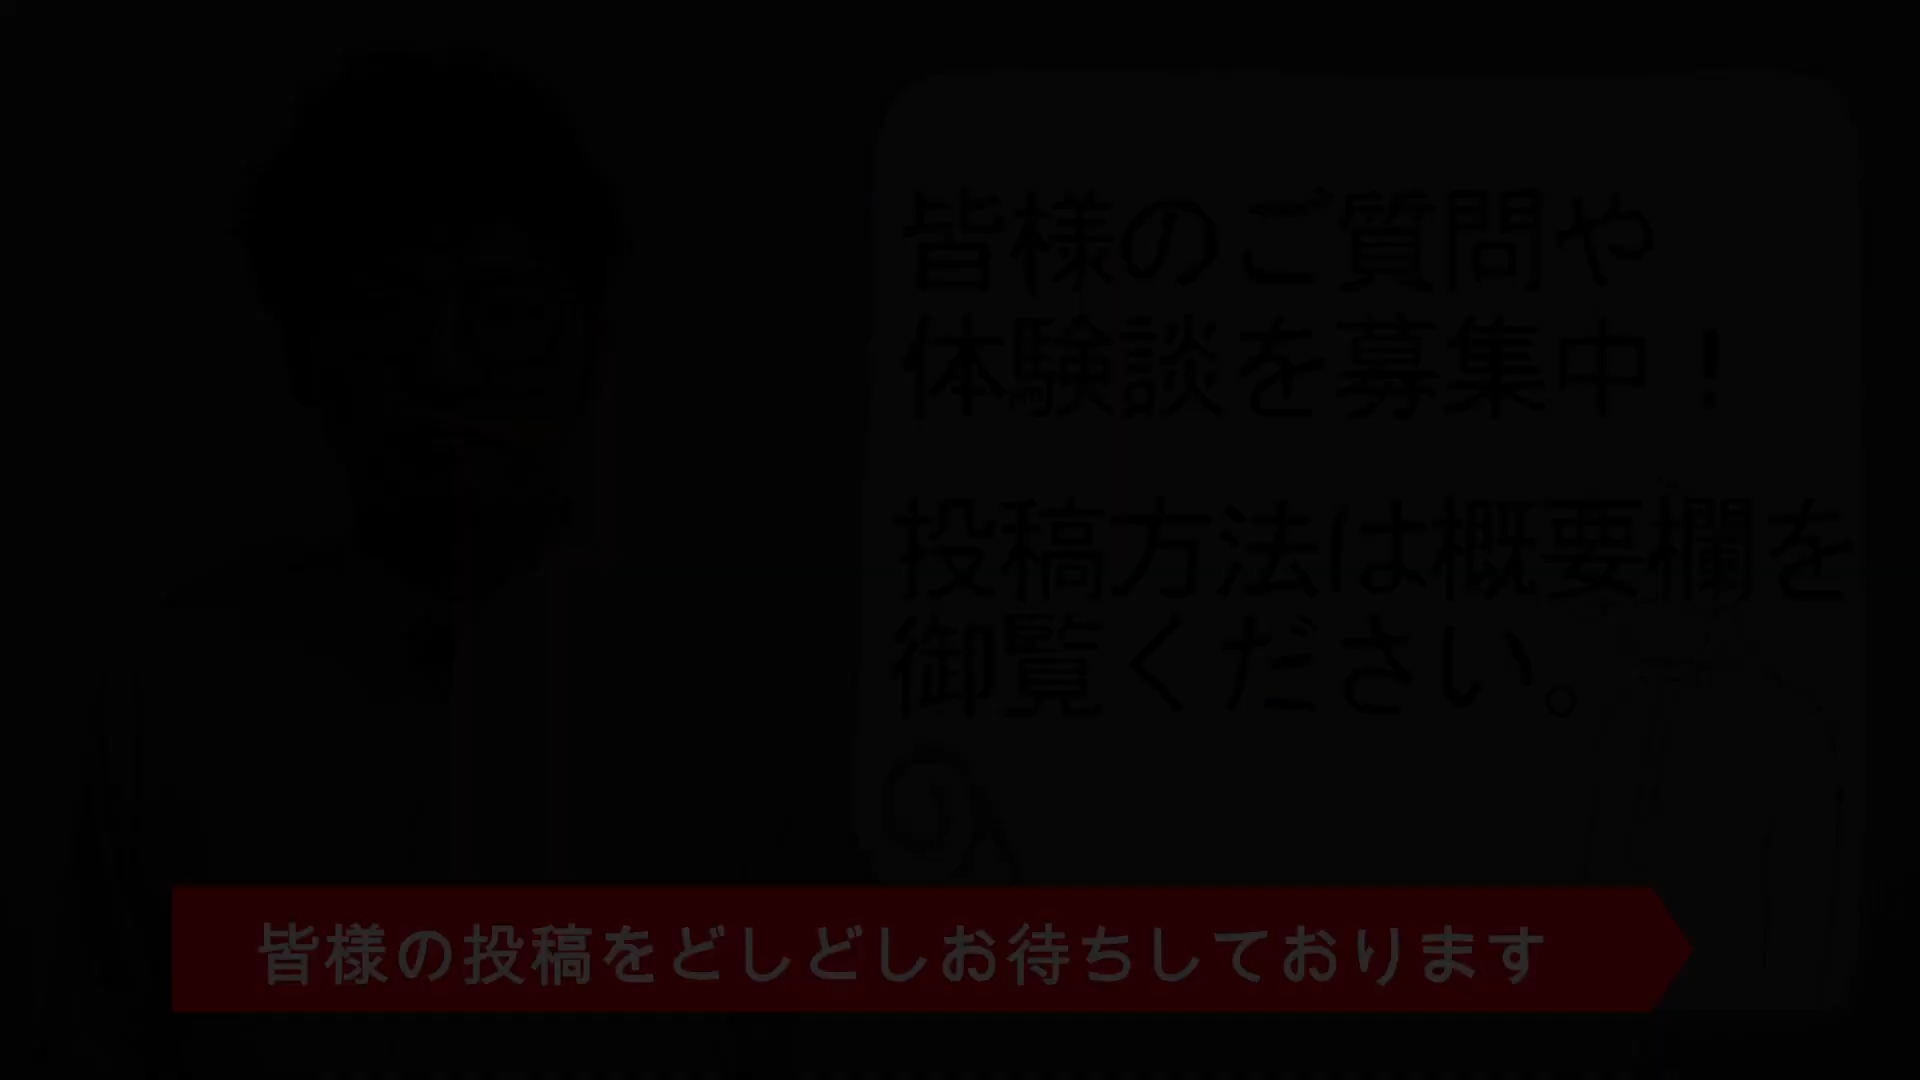 皆様のご質問や
体験談を募集中！
投稿方法は概要欄を
御覧ください。
皆様の投稿をどしどしお待ちしております